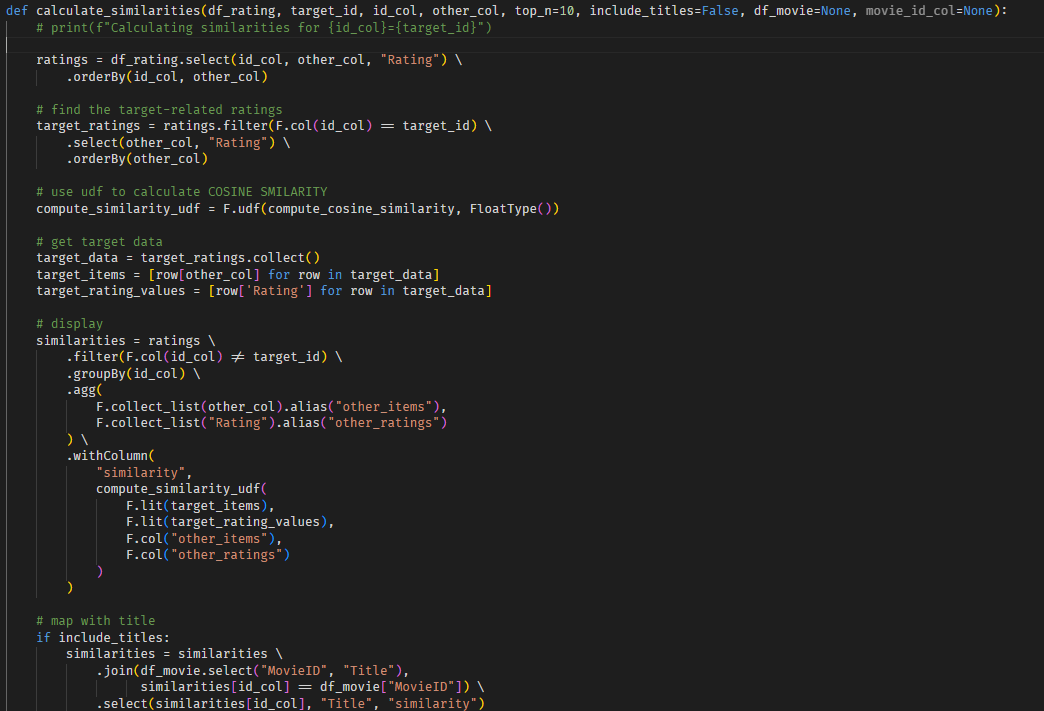 def calculate_similarities(df_rating, target_id, id_col, other_col, top_n=10, include_titles=False, df_movie=None, movie_id_col=None):
    # print(f"Calculating similarities for {id_col}={target_id}")

    ratings = df_rating.select(id_col, other_col, "Rating") \
        .orderBy(id_col, other_col)

    # find the target-related ratings
    target_ratings = ratings.filter(F.col(id_col) == target_id) \
        .select(other_col, "Rating") \
        .orderBy(other_col)

    # use udf to calculate COSINE SMILARITY
    compute_similarity_udf = F.udf(compute_cosine_similarity, FloatType())

    # get target data
    target_data = target_ratings.collect()
    target_items = [row[other_col] for row in target_data]
    target_rating_values = [row['Rating'] for row in target_data]

    # display
    similarities = ratings \
        .filter(F.col(id_col) != target_id) \
        .groupBy(id_col) \
        .agg(
            F.collect_list(other_col).alias("other_items"),
            F.collect_list("Rating").alias("other_ratings")
        ) \
        .withColumn(
            "similarity",
            compute_similarity_udf(
                F.lit(target_items),
                F.lit(target_rating_values),
                F.col("other_items"),
                F.col("other_ratings")
            )
        )

    # map with title
    if include_titles:
        similarities = similarities \
            .join(df_movie.select("MovieID", "Title"),
                  similarities[id_col] == df_movie["MovieID"]) \
            .select(similarities[id_col], "Title", "similarity")